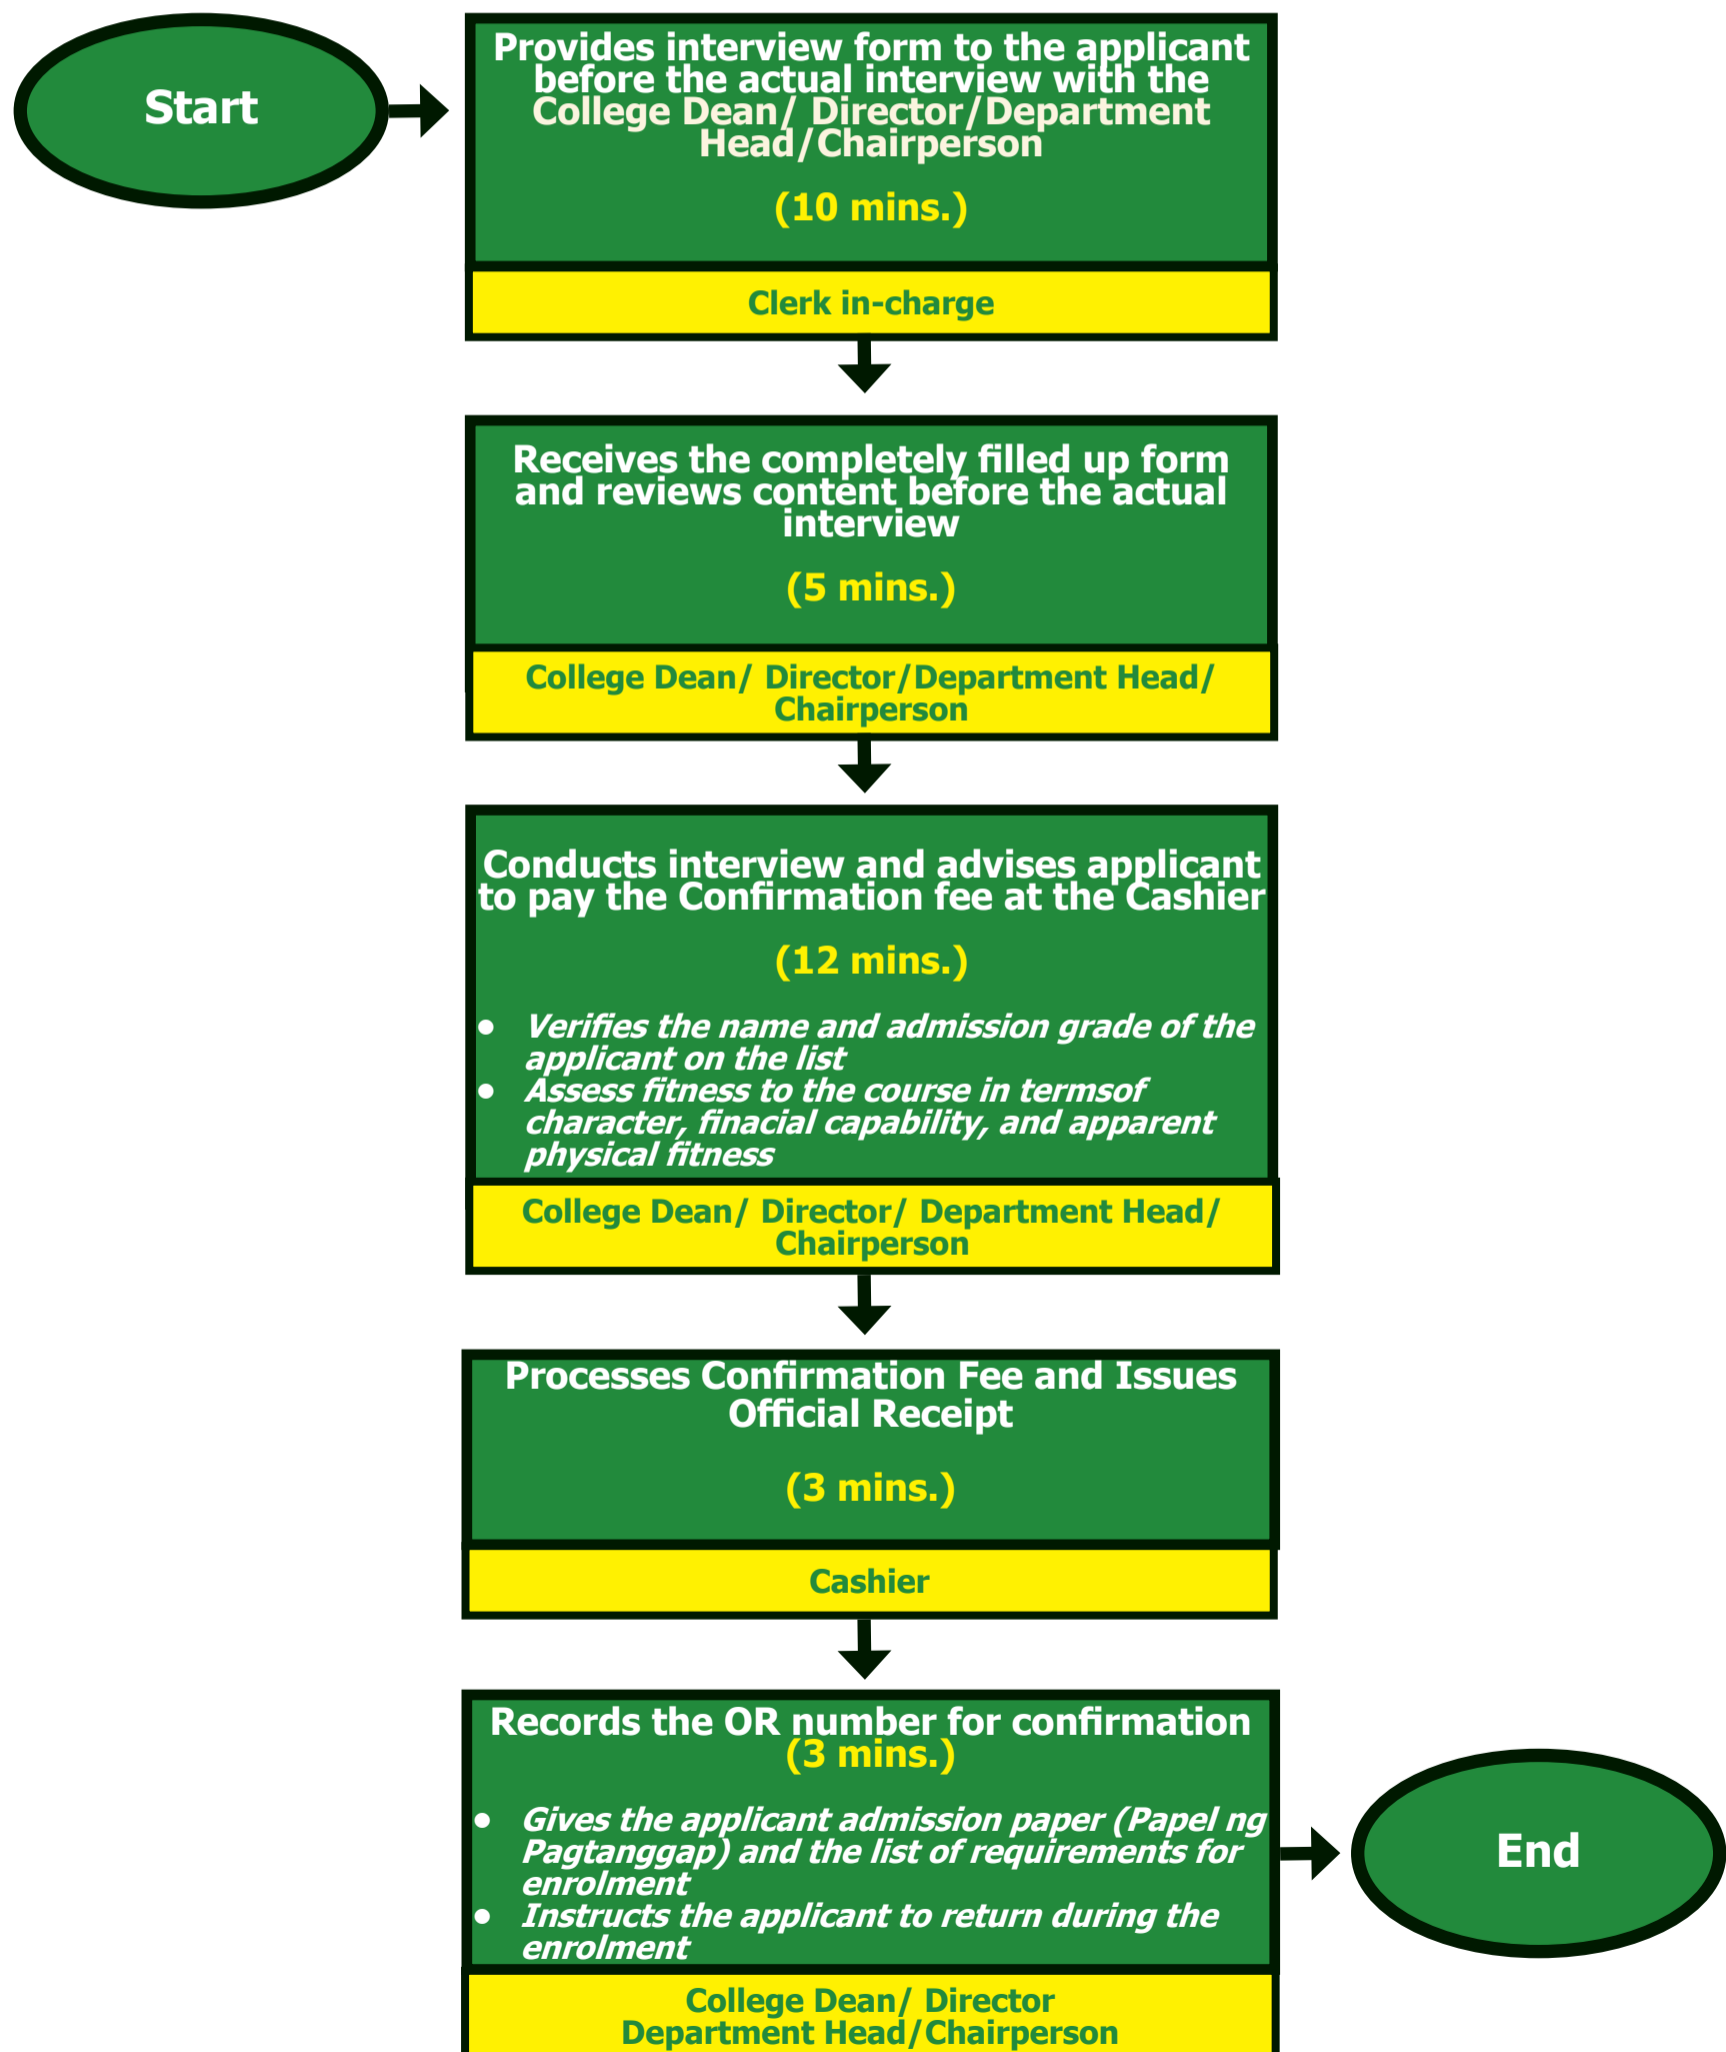 Start
Provides interview form to the applicant
before the actual interview with the
College Dean/ Director/Department
Head/Chairperson
(10 mins.)
Clerk in-charge
Receives the completely filled up form
and reviews content before the actual
interview
(5 mins.)
College Dean/ Director/Department Head/
Chairperson
Conducts interview and advises applicant
to pay the Confirmation fee at the Cashier
(12 mins.)
● Verifies the name and admission grade of the
applicant on the list
● Assess fitness to the course in termsof
character, finacial capability, and apparent
physical fitness
College Dean/ Director/ Department Head/
Chairperson
Processes Confirmation Fee and Issues
Official Receipt
(3 mins.)
Cashier
Records the OR number for confirmation
(3 mins.)
● Gives the applicant admission paper (Papel ng
Pagtanggap) and the list of requirements for
enrolment
● Instructs the applicant to return during the
enrolment
College Dean/ Director
Department Head/Chairperson
End